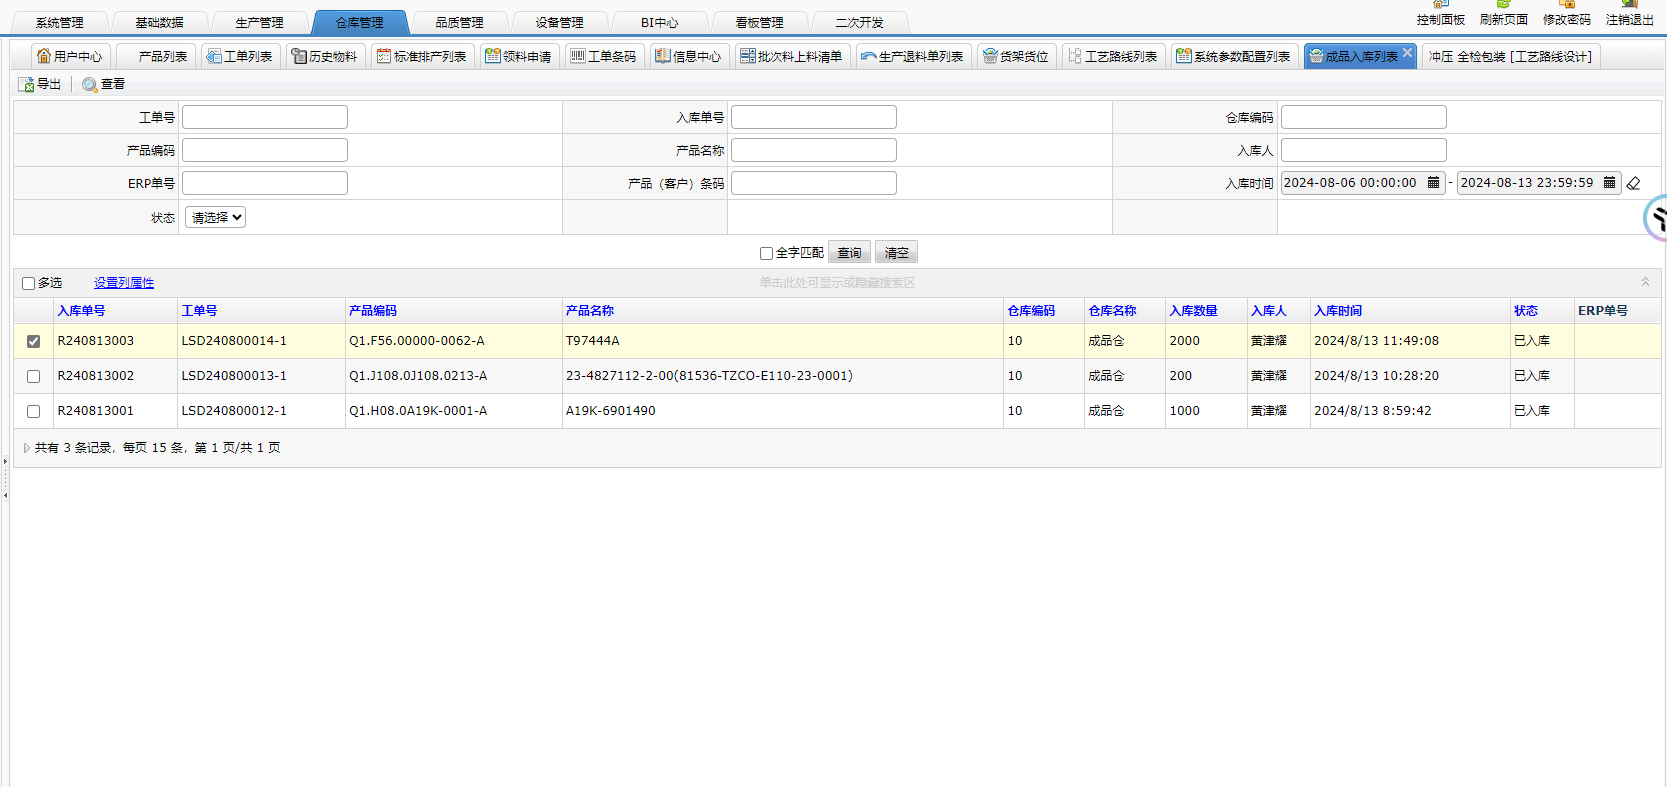 系统管理 基础数据 生产管理 仓库管理 品质管理 设备管理 BI中心 看板管理 二次开发 控制面板 刷新页面 修改密码 注销退出
用户中心 产品列表 工单列表 历史物料 标准排产列表 领料申请 工单条码 信息中心 批次料上料清单 生产退料单列表 货架货位 工艺路线列表 系统参数配置列表 成品入库列表 冲压 全检包装 [工艺路线设计]
导出 查看
工单号 入库单号 仓库编码
产品编码 产品名称 入库人
ERP单号 产品（客户）条码 入库时间 2024-08-06 00:00:00 - 2024-08-13 23:59:59
状态 请选择
全字匹配 查询 清空
多选 设置列属性 单击此处可显示或隐藏搜索区
入库单号 工单号 产品编码 产品名称 仓库编码 仓库名称 入库数量 入库人 入库时间 状态 ERP单号
R240813003 LSD240800014-1 Q1.F56.00000-0062-A T97444A 10 成品仓 2000 董津耀 2024/8/13 11:49:08 已入库
R240813002 LSD240800013-1 Q1.J108.0J108.0213-A 23-4827112-2-00(81536-TZCO-E110-23-0001) 10 成品仓 200 董津耀 2024/8/13 10:28:20 已入库
R240813001 LSD240800012-1 Q1.H08.0A19K-0001-A A19K-6901490 10 成品仓 1000 董津耀 2024/8/13 8:59:42 已入库
共有 3 条记录，每页 15 条，第 1 页/共 1 页